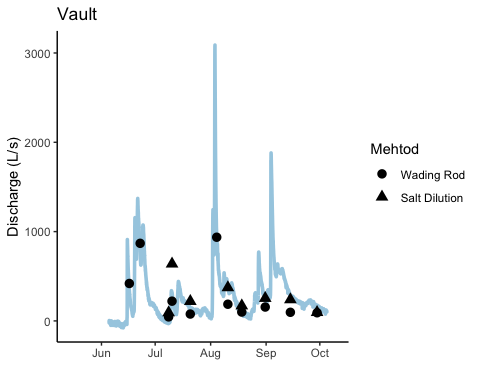 Vault
3000
2000
1000
0
Discharge (L/s)
Jun Jul Aug Sep Oct
Mehtod
Wading Rod
Salt Dilution